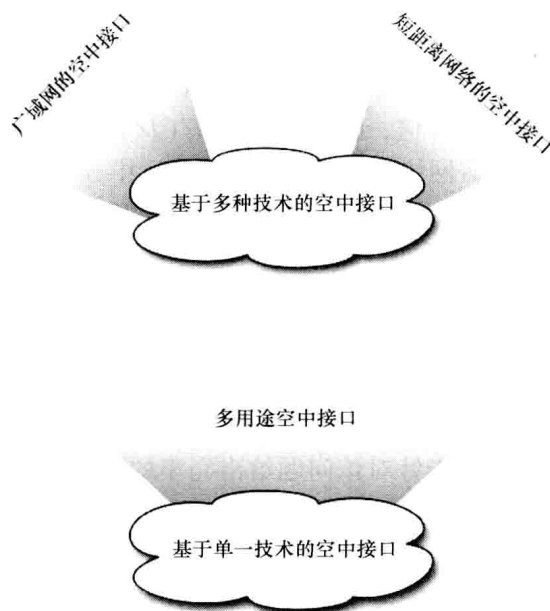 广域网的空中接口
短距离网络的空中接口
基于多种技术的空中接口
多用途空中接口
基于单一技术的空中接口